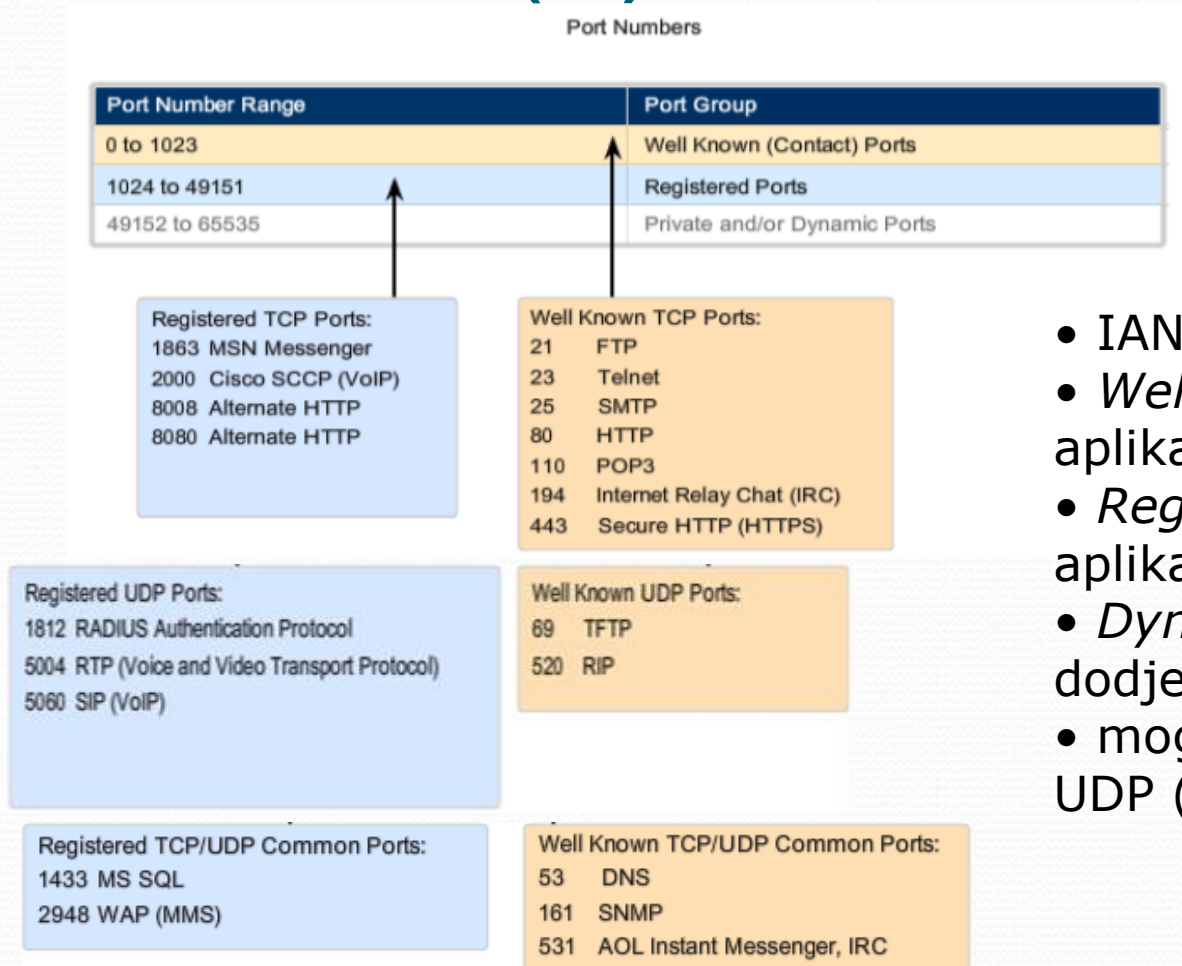 Port Numbers
Port Number Range Port Group
0 to 1023 Well Known (Contact) Ports
1024 to 49151 Registered Ports
49152 to 65535 Private and/or Dynamic Ports
Registered TCP Ports:
1863 MSN Messenger
2000 Cisco SCCP (VoIP)
8008 Alternate HTTP
8080 Alternate HTTP
Well Known TCP Ports:
21 FTP
23 Telnet
25 SMTP
80 HTTP
110 POP3
194 Internet Relay Chat (IRC)
443 Secure HTTP (HTTPS)
Registered UDP Ports:
1812 RADIUS Authentication Protocol
5004 RTP (Voice and Video Transport Protocol)
5060 SIP (VoIP)
Well Known UDP Ports:
69 TFTP
520 RIP
Registered TCP/UDP Common Ports:
1433 MS SQL
2948 WAP (MMS)
Well Known TCP/UDP Common Ports:
53 DNS
161 SNMP
531 AOL Instant Messenger, IRC
• IAN
• Wel
aplika
• Reg
aplika
• Dyn
dodje
• mog
UDP (